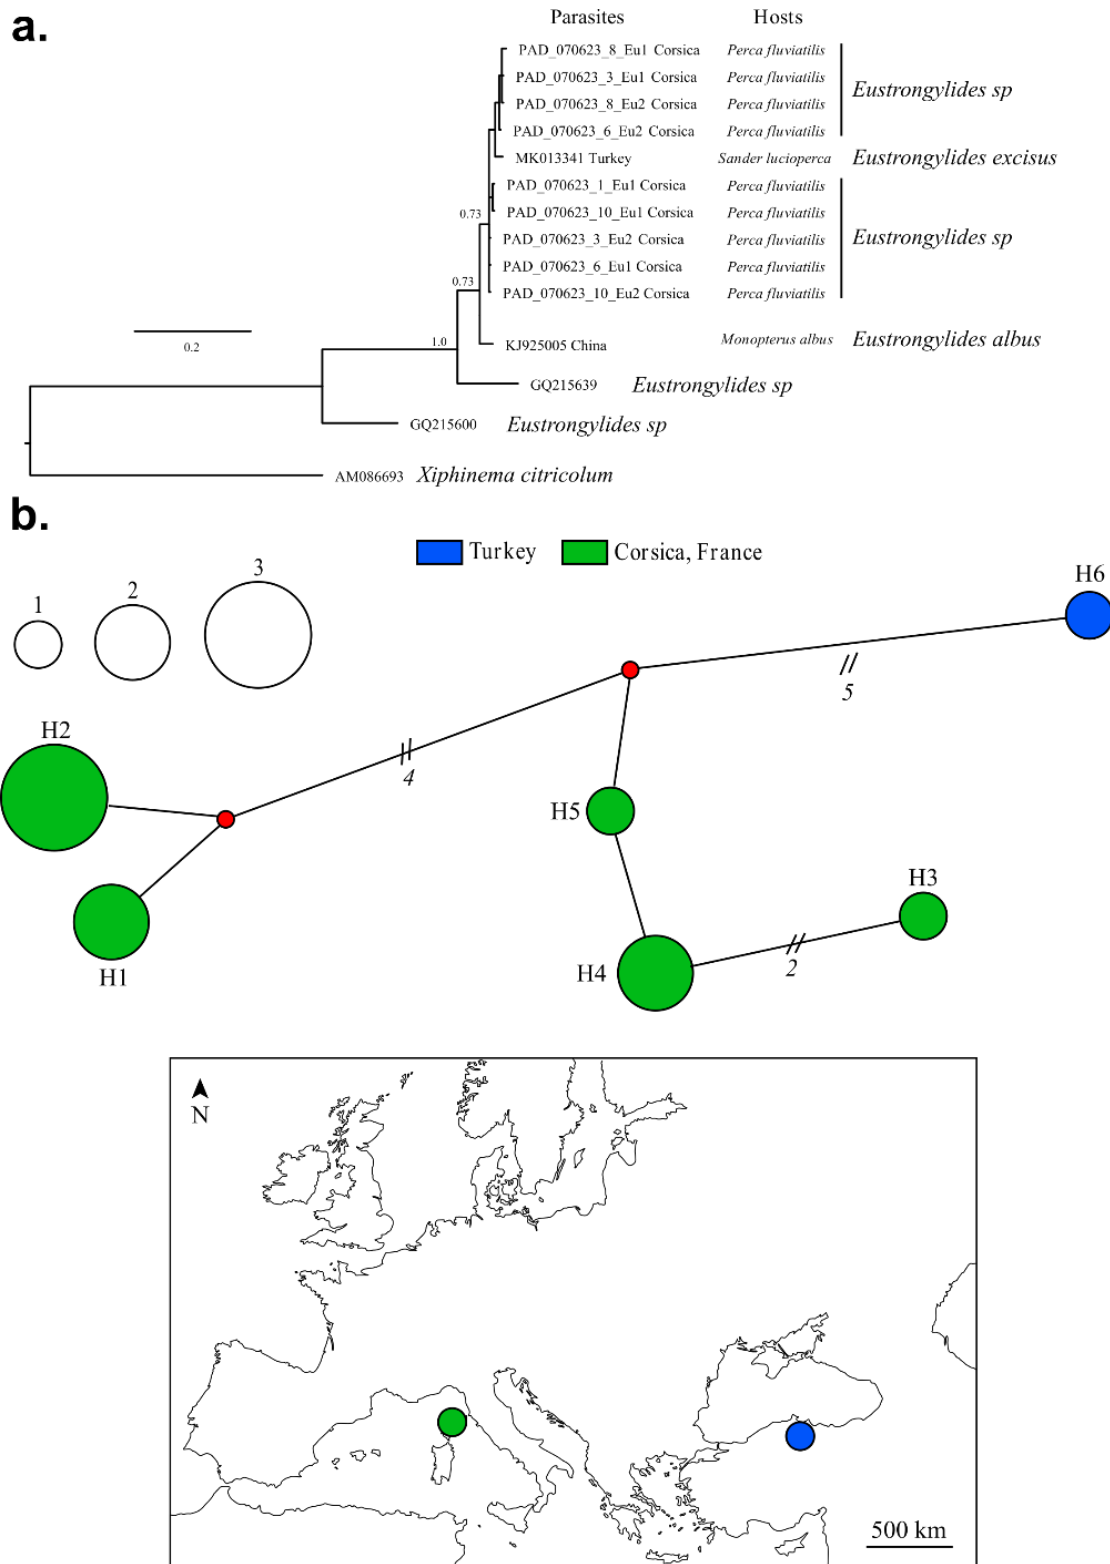 a.
Parasites Hosts
PAD_070623_8_Eu1 Corsica Perca fluviatilis
PAD_070623_3_Eu1 Corsica Perca fluviatilis
Eustrongylides sp
PAD_070623_8_Eu2 Corsica Perca fluviatilis
PAD_070623_6_Eu2 Corsica Perca fluviatilis
MK013341 Turkey Sander lucioperca Eustrongylides excisus
PAD_070623_1_Eu1 Corsica Perca fluviatilis
0.73 PAD_070623_10_Eu1 Corsica Perca fluviatilis
PAD_070623_3_Eu2 Corsica Perca fluviatilis Eustrongylides sp
PAD_070623_6_Eu1 Corsica Perca fluviatilis
0.73
PAD_070623_10_Eu2 Corsica Perca fluviatilis
0.2 1.0 KJ925005 China Monopterus albus Eustrongylides albus
GQ215639 Eustrongylides sp
GQ215600 Eustrongylides sp
AM086693 Xiphinema citricolum
b.
Turkey Corsica, France
1 2 3
H6
5
H2
4
H5
H3
H1
H4
2
N
500 km